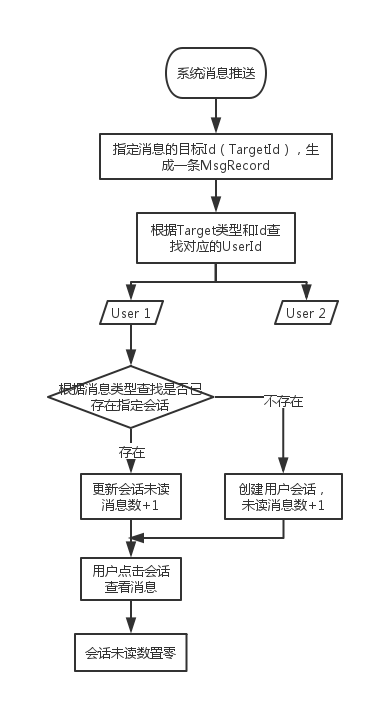 系统消息推送
指定消息的目标Id（TargetId），生
成一条MsgRecord
根据Target类型和Id查
找对应的UserId
User 1
User 2
根据消息类型查找是否已
存在指定会话
不存在
存在
更新会话未读
消息数+1
创建用户会话，
未读消息数+1
用户点击会话
查看消息
会话未读数置零